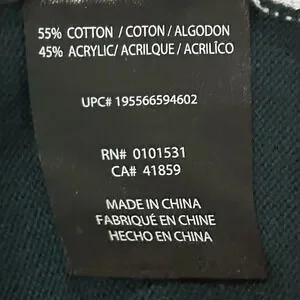 55% COTTON / COTON / ALGODON
45% ACRYLIC/ ACRILQUE / ACRILÍCO
UPC# 195566594602
RN# 0101531
CA# 41859
MADE IN CHINA
FABRIQUÉ EN CHINE
HECHO EN CHINA